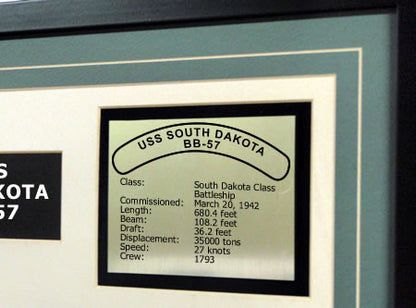 S
KOTA
57
USS SOUTH DAKOTA
BB-57
Class: South Dakota Class
Battleship
Commissioned: March 20, 1942
Length: 680.4 feet
Beam: 108.2 feet
Draft: 36.2 feet
Displacement: 35000 tons
Speed: 27 knots
Crew: 1793